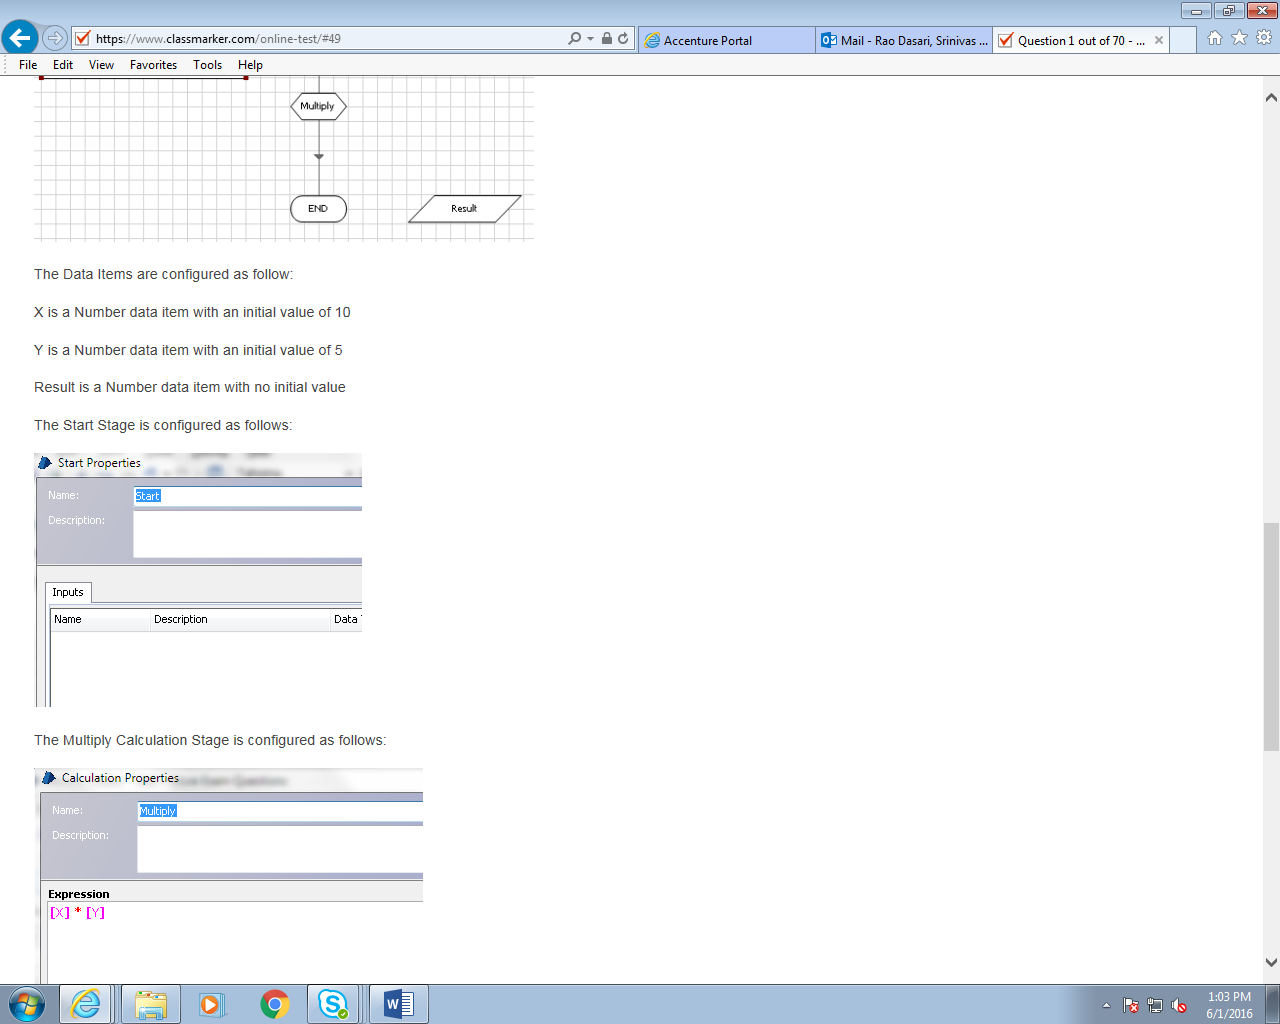 https://www.classmarker.com/online-test/#49
Accenture Portal
Mail - Rao Dasari, Srinivas ...
Question 1 out of 70 - ...
File Edit View Favorites Tools Help
Multiply
END
Result
The Data Items are configured as follow:
X is a Number data item with an initial value of 10
Y is a Number data item with an initial value of 5
Result is a Number data item with no initial value
The Start Stage is configured as follows:
Start Properties
Name: Start
Description:
Inputs
Name Description Data
The Multiply Calculation Stage is configured as follows:
Calculation Properties
Name: Multiply
Description:
Expression
[X] * [Y]
1:03 PM
6/1/2016